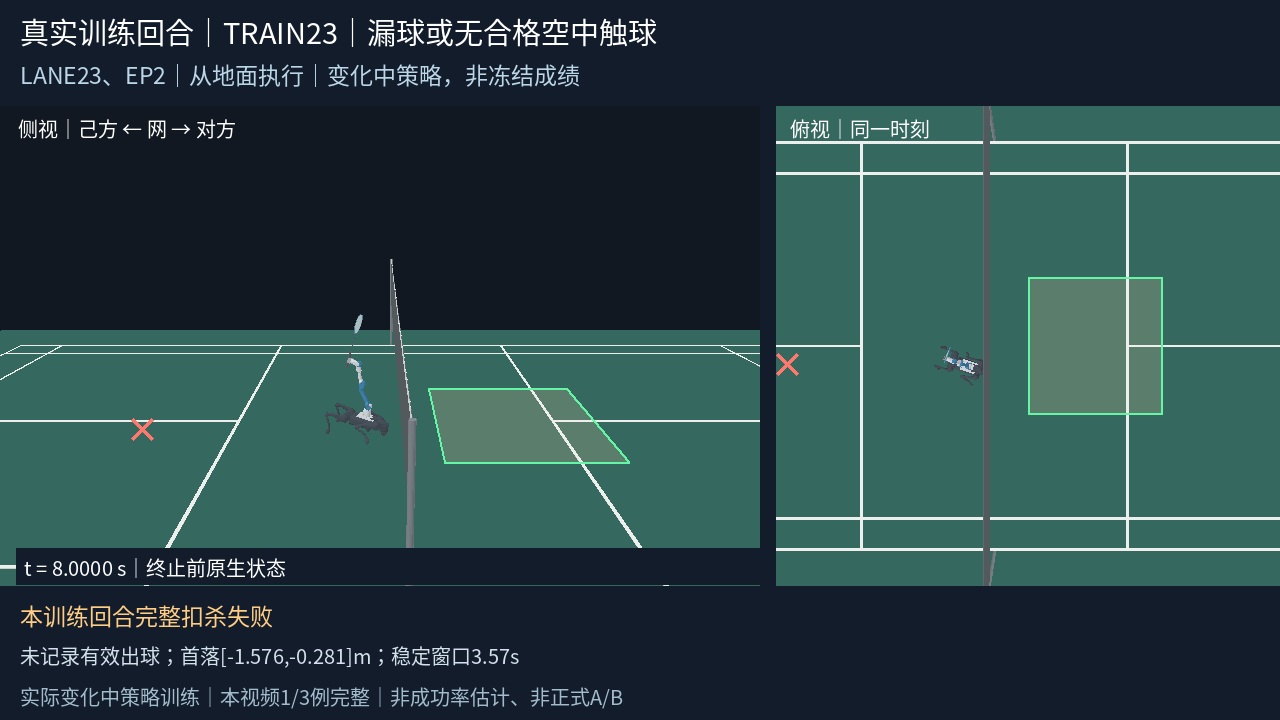 真实训练回合｜TRAIN23｜漏球或无合格空中触球
LANE23、EP2｜从地面执行｜变化中策略，非冻结成绩
侧视｜己方 ← 网 → 对方
俯视｜同一时刻
t = 8.0000 s｜终止前原生状态
本训练回合完整扣杀失败
未记录有效出球；首落[-1.576,-0.281]m；稳定窗口3.57s
实际变化中策略训练｜本视频1/3例完整｜非成功率估计、非正式A/B